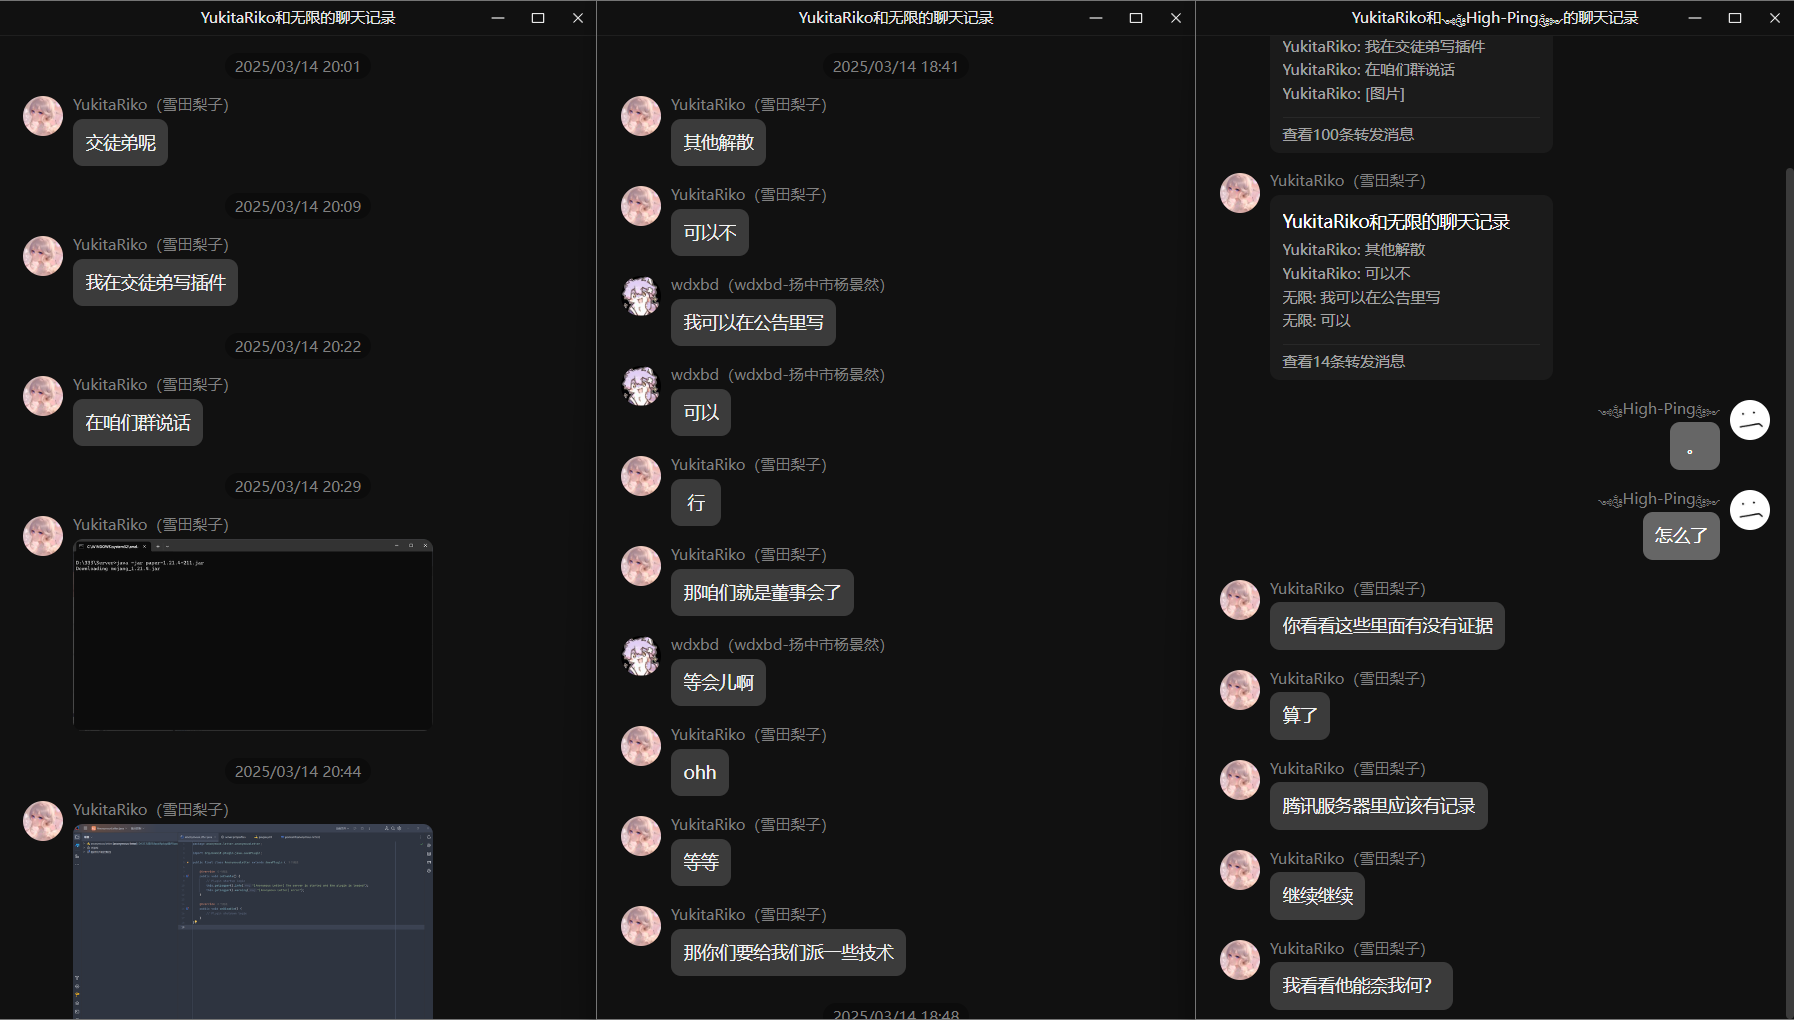 YukitaRiko和无限的聊天记录
2025/03/14 20:01
YukitaRiko（雪田梨子）
交徒弟呢
2025/03/14 20:09
YukitaRiko（雪田梨子）
我在交徒弟写插件
2025/03/14 20:22
YukitaRiko（雪田梨子）
在咱们群说话
2025/03/14 20:29
YukitaRiko（雪田梨子）
D:\333\Server>java -jar paper-1.21.4-211.jar
2025/03/14 20:44
YukitaRiko（雪田梨子）
YukitaRiko和无限的聊天记录
2025/03/14 18:41
YukitaRiko（雪田梨子）
其他解散
YukitaRiko（雪田梨子）
可以不
wdxbd（wdxbd-扬中市杨景然）
我可以在公告里写
wdxbd（wdxbd-扬中市杨景然）
可以
YukitaRiko（雪田梨子）
行
YukitaRiko（雪田梨子）
那咱们就是董事会了
wdxbd（wdxbd-扬中市杨景然）
等会儿啊
YukitaRiko（雪田梨子）
ohh
YukitaRiko（雪田梨子）
等等
YukitaRiko（雪田梨子）
那你们要给我们派一些技术
2025/03/14 18:48
YukitaRiko和High-Ping的聊天记录
YukitaRiko: 我在交徒弟写插件
YukitaRiko: 在咱们群说话
YukitaRiko: [图片]
查看100条转发消息
YukitaRiko（雪田梨子）
YukitaRiko和无限的聊天记录
YukitaRiko: 其他解散
YukitaRiko: 可以不
无限: 我可以在公告里写
无限: 可以
查看14条转发消息
High-Ping
。
High-Ping
怎么了
YukitaRiko（雪田梨子）
你看看这些里面有没有证据
YukitaRiko（雪田梨子）
算了
YukitaRiko（雪田梨子）
腾讯服务器里应该有记录
YukitaRiko（雪田梨子）
继续继续
YukitaRiko（雪田梨子）
我看看他能奈我何？